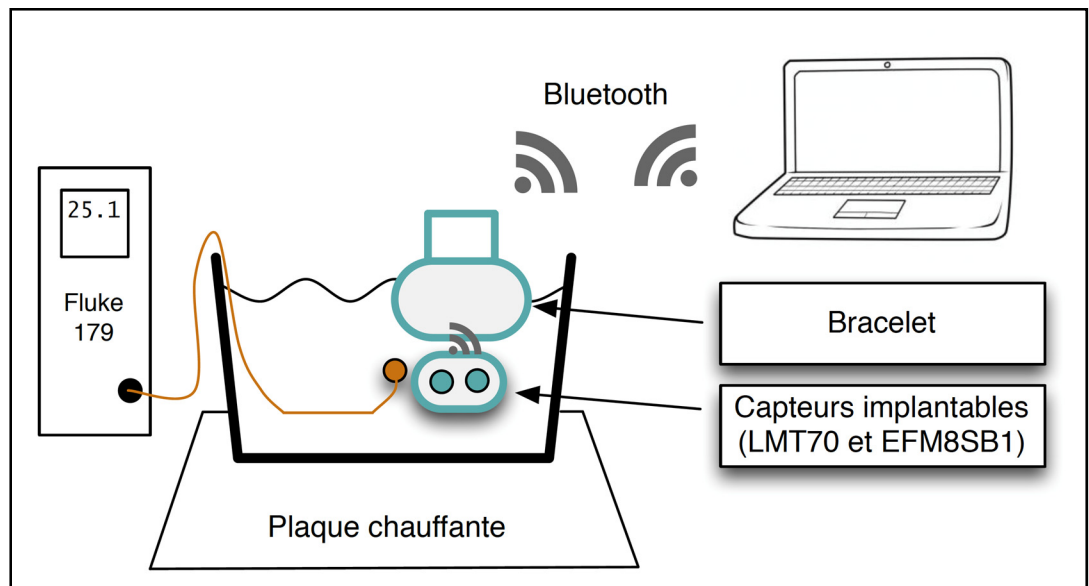 Bluetooth
25.1
Fluke
179
Bracelet
Capteurs implantables
(LMT70 et EFM8SB1)
Plaque chauffante